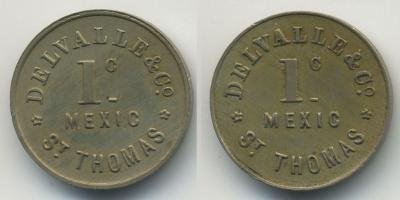 DELVALLE & Co.
1C
MEXIC
ST THOMAS
DELVALLE & Co.
1C
MEXIC
ST THOMAS